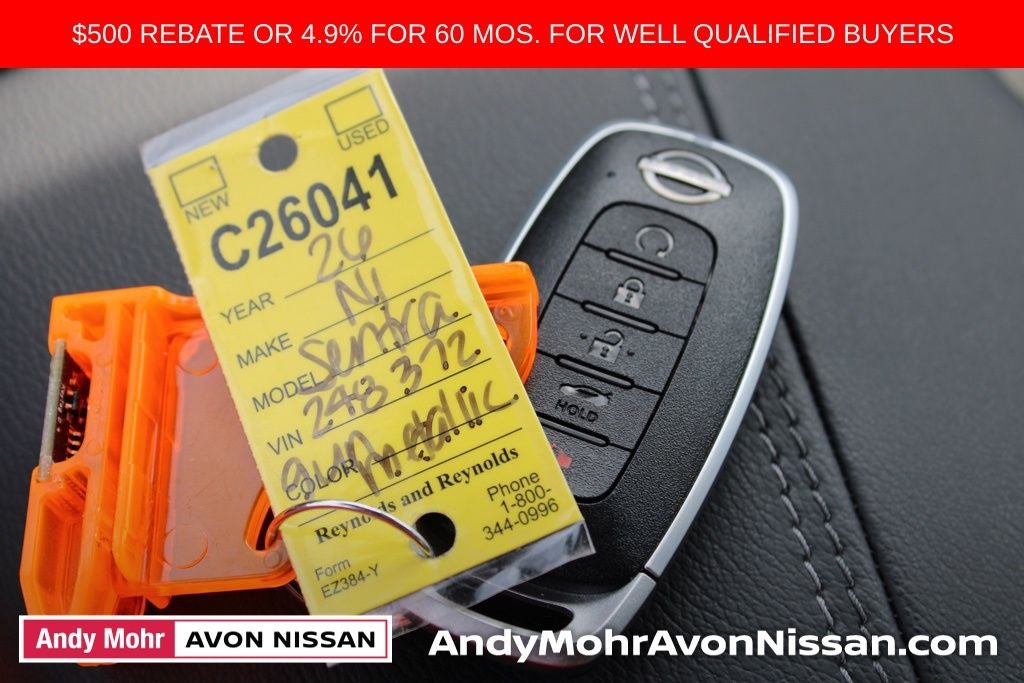 $500 REBATE OR 4.9% FOR 60 MOS. FOR WELL QUALIFIED BUYERS
NEW
USED
C26041
YEAR 26
MAKE NI
MODEL Sentra
VIN 248372
COLOR gunmetallic
Reynolds and Reynolds
Form
EZ384-Y
Phone
1-800-
344-0996
HOLD
Andy Mohr AVON NISSAN
AndyMohrAvonNissan.com